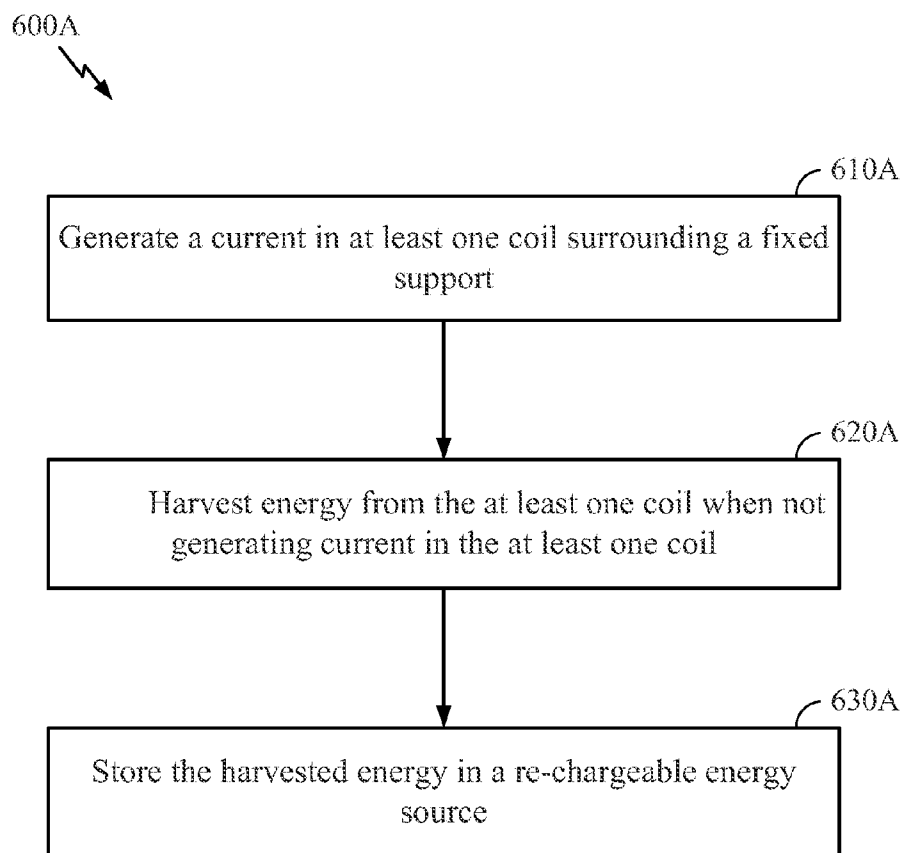 600A
610A
Generate a current in at least one coil surrounding a fixed
support
620A
Harvest energy from the at least one coil when not
generating current in the at least one coil
630A
Store the harvested energy in a re-chargeable energy
source